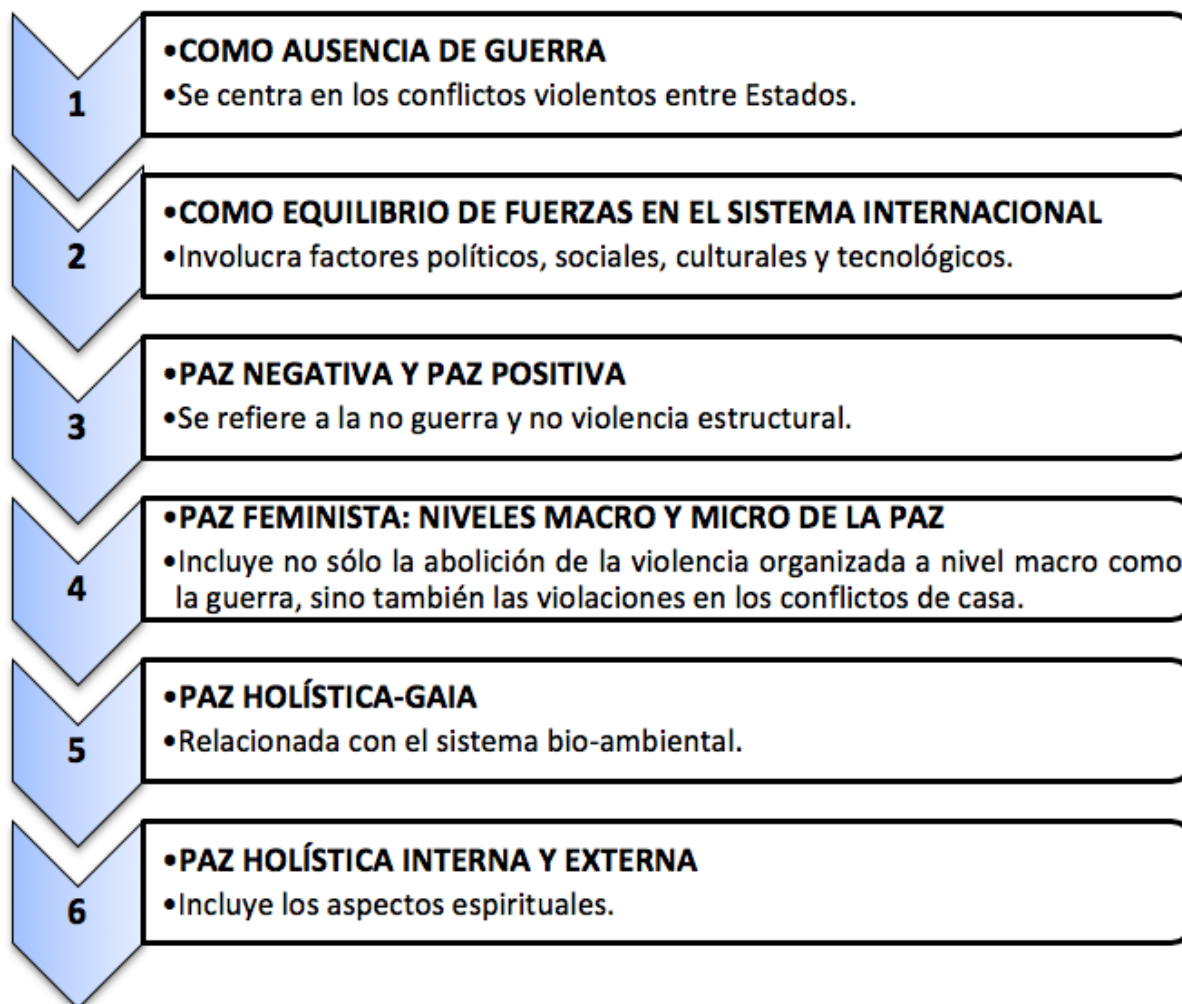 1
•COMO AUSENCIA DE GUERRA
•Se centra en los conflictos violentos entre Estados.
2
•COMO EQUILIBRIO DE FUERZAS EN EL SISTEMA INTERNACIONAL
•Involucra factores políticos, sociales, culturales y tecnológicos.
3
•PAZ NEGATIVA Y PAZ POSITIVA
•Se refiere a la no guerra y no violencia estructural.
4
•PAZ FEMINISTA: NIVELES MACRO Y MICRO DE LA PAZ
•Incluye no sólo la abolición de la violencia organizada a nivel macro como
la guerra, sino también las violaciones en los conflictos de casa.
5
•PAZ HOLÍSTICA-GAIA
•Relacionada con el sistema bio-ambiental.
6
•PAZ HOLÍSTICA INTERNA Y EXTERNA
•Incluye los aspectos espirituales.